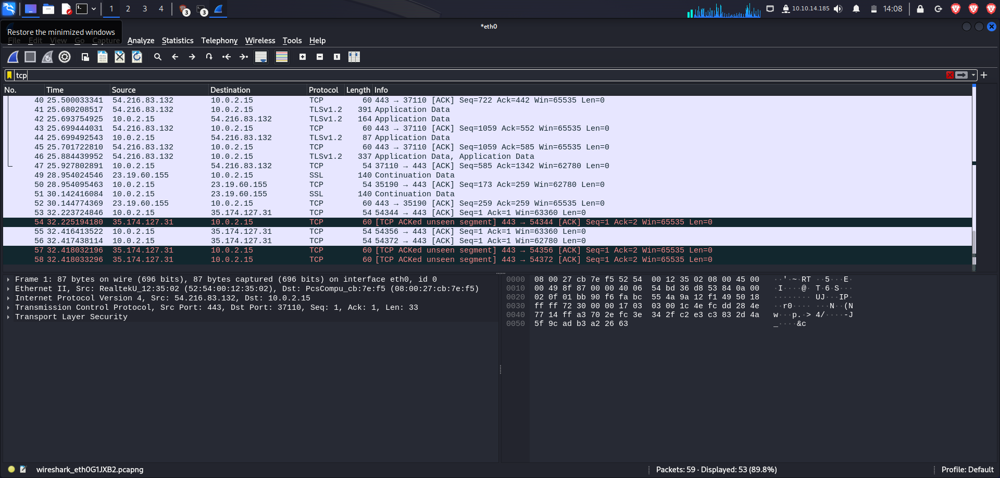 1 2 3 4 3 3 10.10.14.185 14:08
*eth0
Restore the minimized windows
File Edit View Go Capture Analyze Statistics Telephony Wireless Tools Help
tcp
No. Time Source Destination Protocol Length Info
40 25.500033341 54.216.83.132 10.0.2.15 TCP 60 443 → 37110 [ACK] Seq=722 Ack=442 Win=65535 Len=0
41 25.680208517 54.216.83.132 10.0.2.15 TLSv1.2 391 Application Data
42 25.693754925 10.0.2.15 54.216.83.132 TLSv1.2 164 Application Data
43 25.699444031 54.216.83.132 10.0.2.15 TCP 60 443 → 37110 [ACK] Seq=1059 Ack=552 Win=65535 Len=0
44 25.699492543 10.0.2.15 54.216.83.132 TLSv1.2 87 Application Data
45 25.701722810 54.216.83.132 10.0.2.15 TCP 60 443 → 37110 [ACK] Seq=1059 Ack=585 Win=65535 Len=0
46 25.884439952 54.216.83.132 10.0.2.15 TLSv1.2 337 Application Data, Application Data
47 25.927802891 10.0.2.15 54.216.83.132 TCP 54 37110 → 443 [ACK] Seq=585 Ack=1342 Win=62780 Len=0
49 28.954024546 23.19.60.155 10.0.2.15 SSL 140 Continuation Data
50 28.954095463 10.0.2.15 23.19.60.155 TCP 54 35190 → 443 [ACK] Seq=173 Ack=259 Win=62780 Len=0
51 30.142416084 10.0.2.15 23.19.60.155 SSL 140 Continuation Data
52 30.144774369 23.19.60.155 10.0.2.15 TCP 60 443 → 35190 [ACK] Seq=259 Ack=259 Win=65535 Len=0
53 32.223724846 10.0.2.15 35.174.127.31 TCP 54 54344 → 443 [ACK] Seq=1 Ack=1 Win=63360 Len=0
54 32.225194180 35.174.127.31 10.0.2.15 TCP 60 [TCP ACKed unseen segment] 443 → 54344 [ACK] Seq=1 Ack=2 Win=65535 Len=0
55 32.416413522 10.0.2.15 35.174.127.31 TCP 54 54356 → 443 [ACK] Seq=1 Ack=1 Win=63360 Len=0
56 32.417438114 10.0.2.15 35.174.127.31 TCP 54 54372 → 443 [ACK] Seq=1 Ack=1 Win=62780 Len=0
57 32.418032196 35.174.127.31 10.0.2.15 TCP 60 [TCP ACKed unseen segment] 443 → 54356 [ACK] Seq=1 Ack=2 Win=65535 Len=0
58 32.418033296 35.174.127.31 10.0.2.15 TCP 60 [TCP ACKed unseen segment] 443 → 54372 [ACK] Seq=1 Ack=2 Win=65535 Len=0
Frame 1: 87 bytes on wire (696 bits), 87 bytes captured (696 bits) on interface eth0, id 0
Ethernet II, Src: RealtekU_12:35:02 (52:54:00:12:35:02), Dst: PcsCompu_cb:7e:f5 (08:00:27:cb:7e:f5)
Internet Protocol Version 4, Src: 54.216.83.132, Dst: 10.0.2.15
Transmission Control Protocol, Src Port: 443, Dst Port: 37110, Seq: 1, Ack: 1, Len: 33
Transport Layer Security
0000 08 00 27 cb 7e f5 52 54 00 12 35 02 08 00 45 00 ··'·~·RT ··5···E·
0010 00 49 8f 87 00 00 40 06 54 bd 36 d8 53 84 0a 00 ·I····@· T·6·S···
0020 02 0f 01 bb 90 f6 fa bc 55 4a 9a 12 f1 49 50 18 ········ UJ···IP·
0030 ff ff 72 30 00 00 17 03 03 00 1c 4e fc dd 28 4e ··r0···· ···N··(N
0040 77 14 ff a3 70 2e fc 3e 34 2f c2 e3 c3 83 2d 4a w···p.·> 4/····-J
0050 5f 9c ad b3 a2 26 63 _····&c
wireshark_eth0G1JXB2.pcapng Packets: 59 · Displayed: 53 (89.8%) Profile: Default